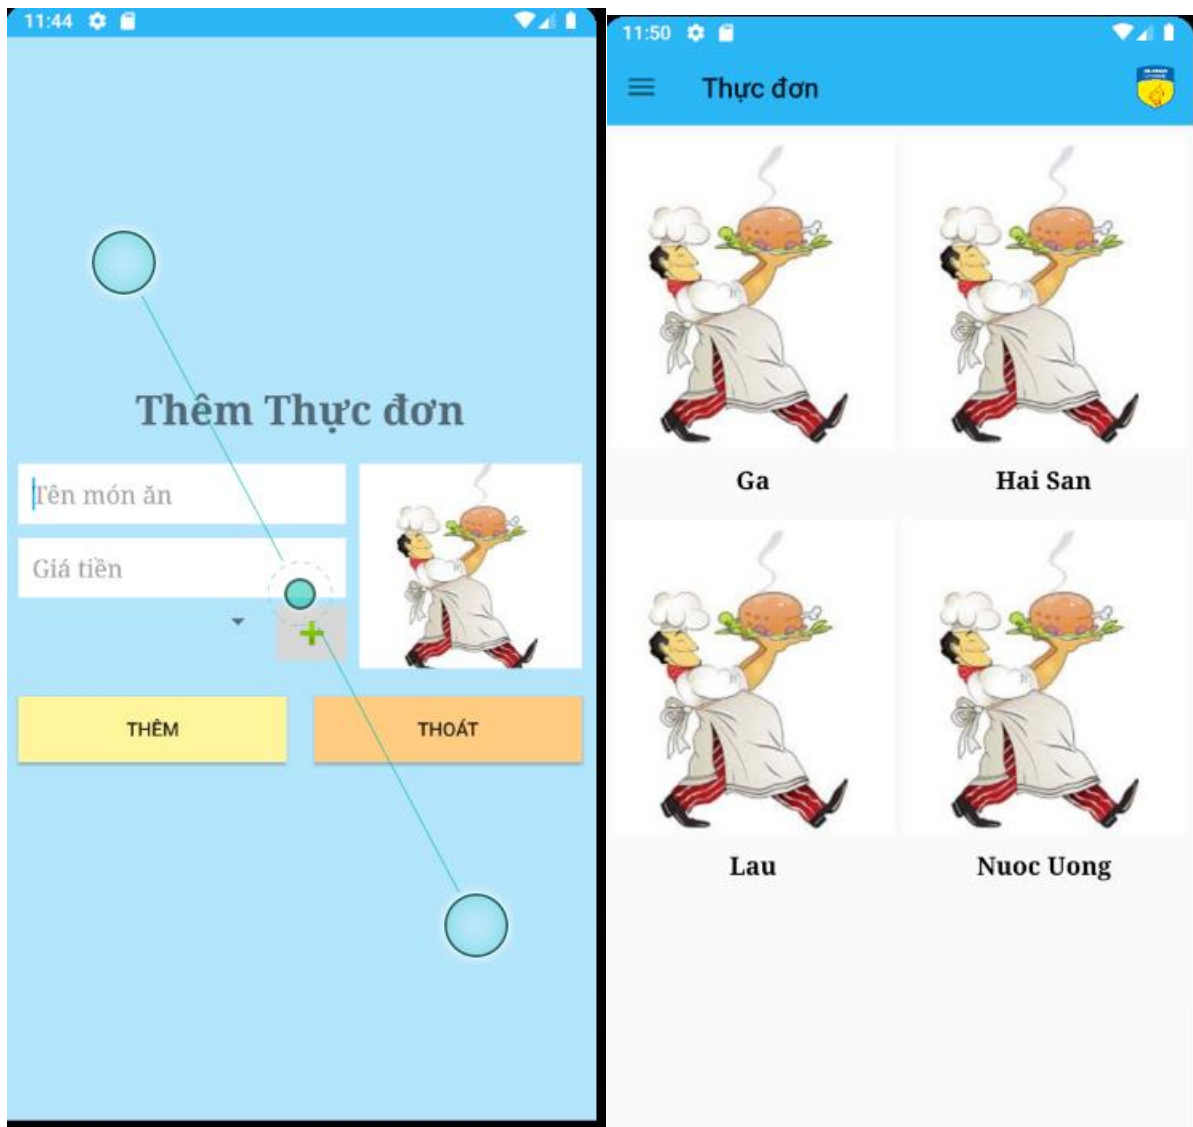 11:44
Thêm Thực đơn
Tên món ăn
Giá tiền
+
THÊM
THOÁT
11:50
Thực đơn
Ga
Hai San
Lau
Nuoc Uong